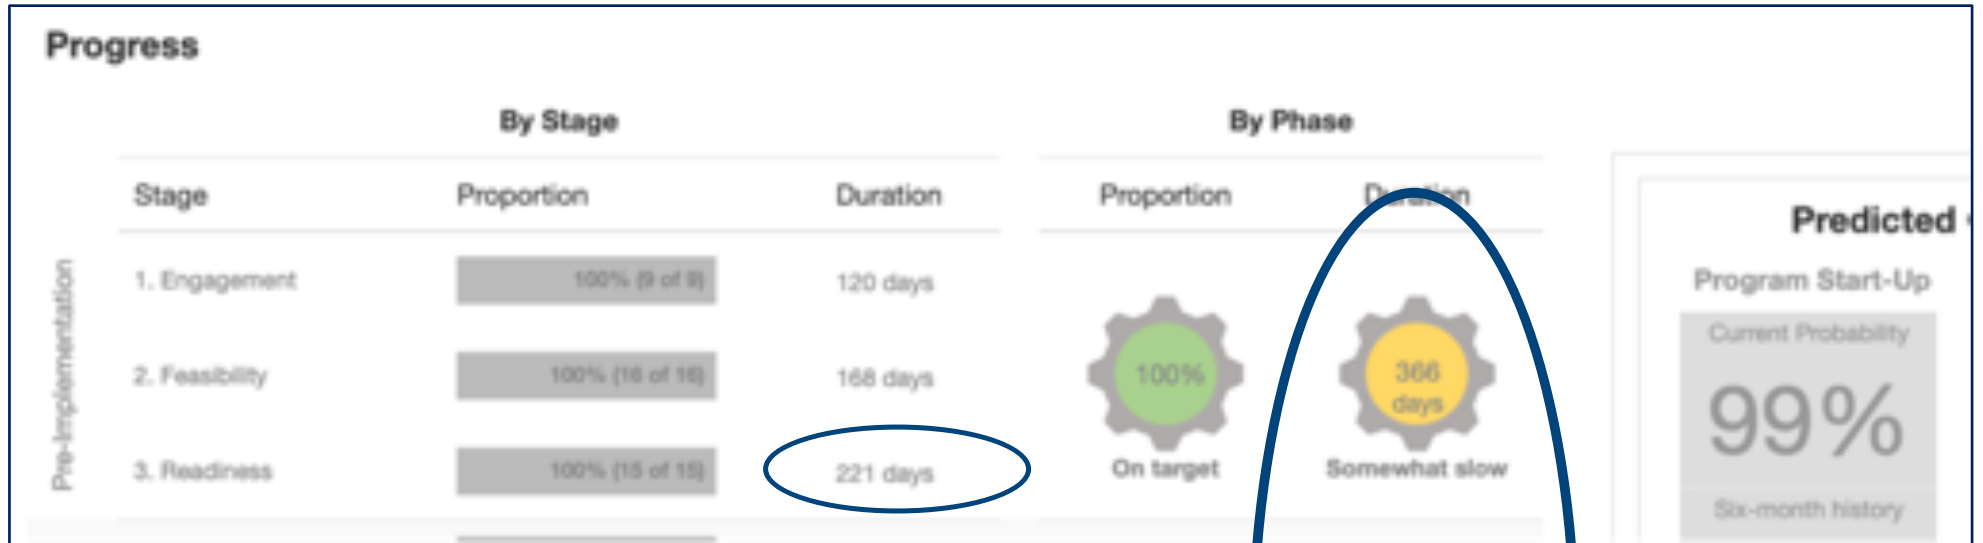 Progress
By Stage
By Phase
Stage Proportion Duration Proportion Duration
Predicted
Pre-Implementation
1. Engagement 100% (9 of 9) 120 days
2. Feasibility 100% (16 of 16) 168 days
3. Readiness 100% (15 of 15) 221 days
100%
On target
366
days
Somewhat slow
Program Start-Up
Current Probability
99%
Six-month history